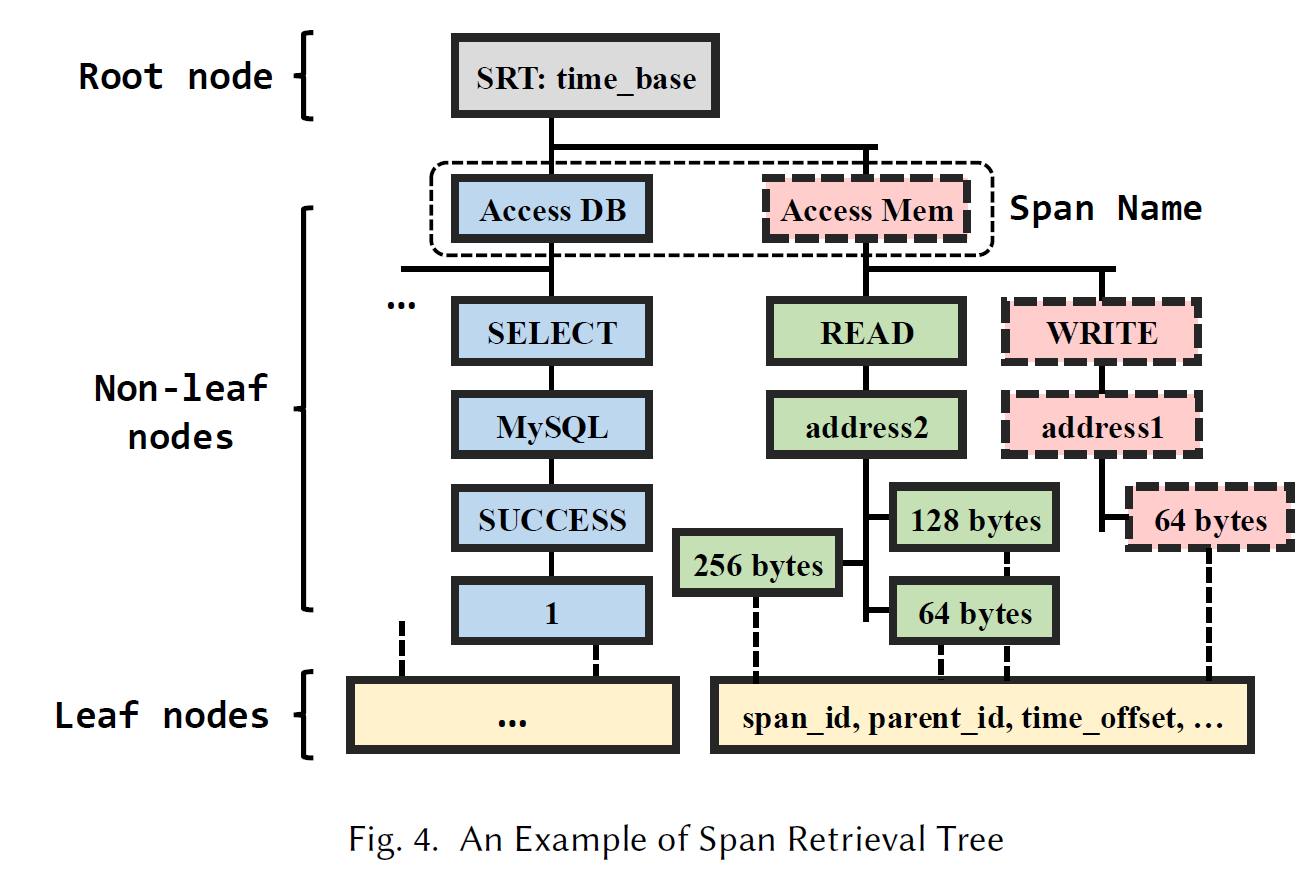 Root node
SRT: time_base
Access DB
Access Mem
Span Name
...
SELECT
READ
WRITE
Non-leaf
nodes
MySQL
address2
address1
SUCCESS
128 bytes
64 bytes
256 bytes
1
64 bytes
Leaf nodes
...
span_id, parent_id, time_offset, ...
Fig. 4. An Example of Span Retrieval Tree